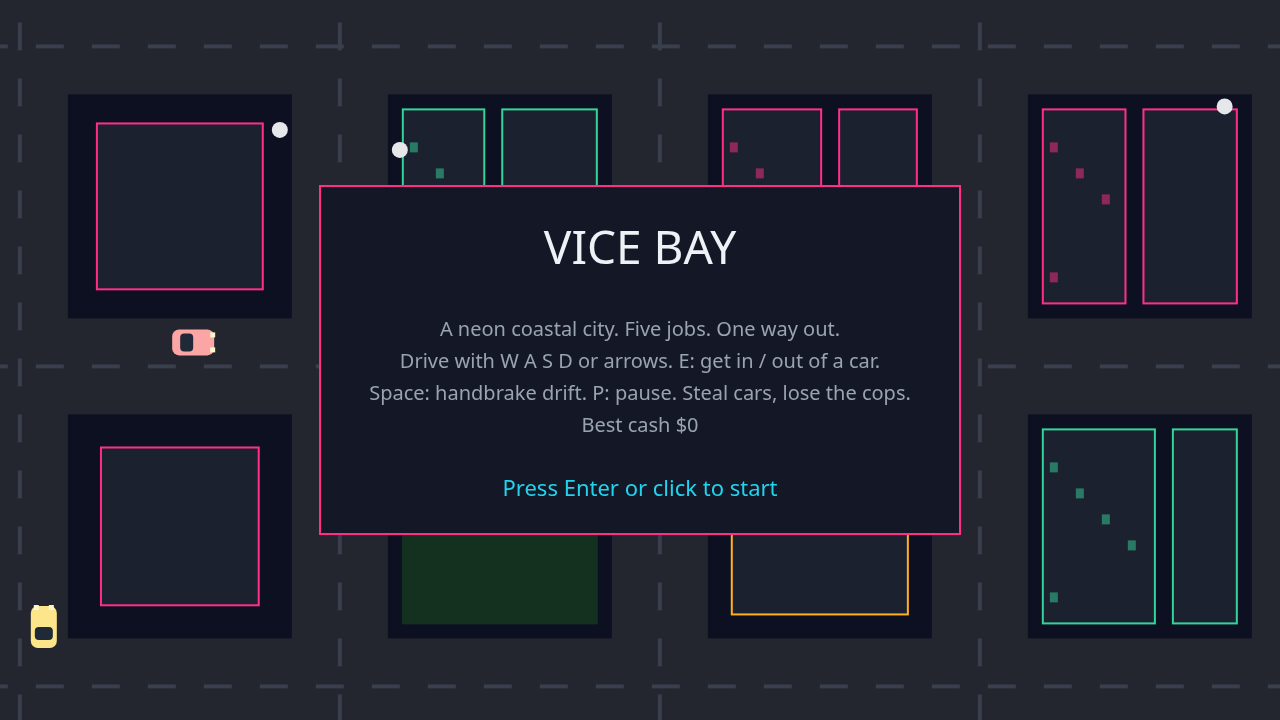 VICE BAY
A neon coastal city. Five jobs. One way out.
Drive with W A S D or arrows. E: get in / out of a car.
Space: handbrake drift. P: pause. Steal cars, lose the cops.
Best cash $0
Press Enter or click to start